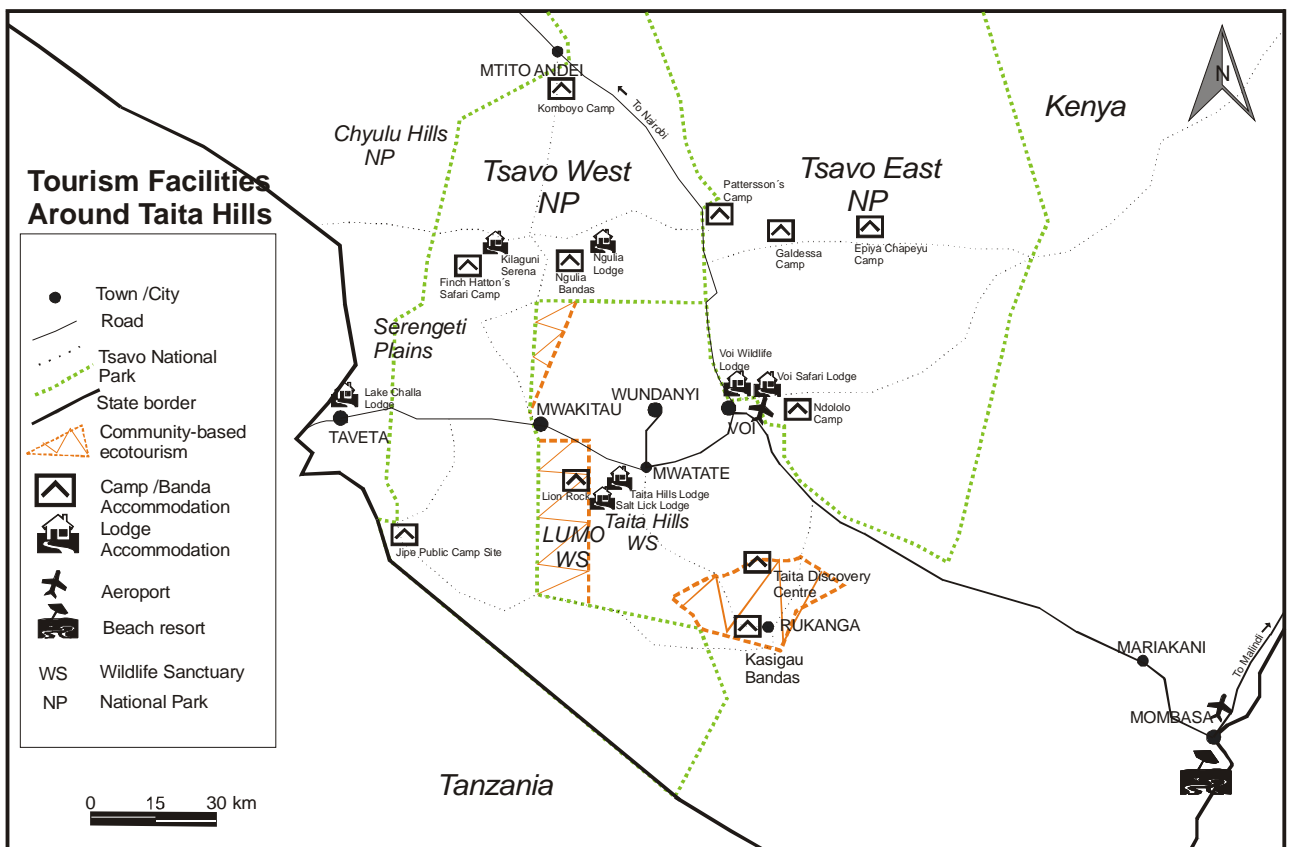 Tourism Facilities
Around Taita Hills
Town /City
Road
Tsavo National
Park
State border
Community-based
ecotourism
Camp /Banda
Accommodation
Lodge
Accommodation
Aeroport
Beach resort
WS Wildlife Sanctuary
NP National Park
0 15 30 km
N
Kenya
MTITO ANDEI
Komboyo Camp
To Nairobi
Chyulu Hills
NP
Tsavo West
NP
Tsavo East
NP
Pattersson´s
Camp
Galdessa
Camp
Epiya Chapeyu
Camp
Kilaguni
Serena
Finch Hatton´s
Safari Camp
Ngulia
Lodge
Ngulia
Bandas
Serengeti
Plains
Lake Challa
Lodge
TAVETA
MWAKITAU
WUNDANYI
Voi Wildlife
Lodge
Voi Safari Lodge
VOI
Ndololo
Camp
MWATATE
Lion Rock
Taita Hills Lodge
Salt Lick Lodge
Taita Hills
WS
LUMO
WS
Jipe Public Camp Site
Taita Discovery
Centre
RUKANGA
Kasigau
Bandas
MARIAKANI
To Malindi
MOMBASA
Tanzania